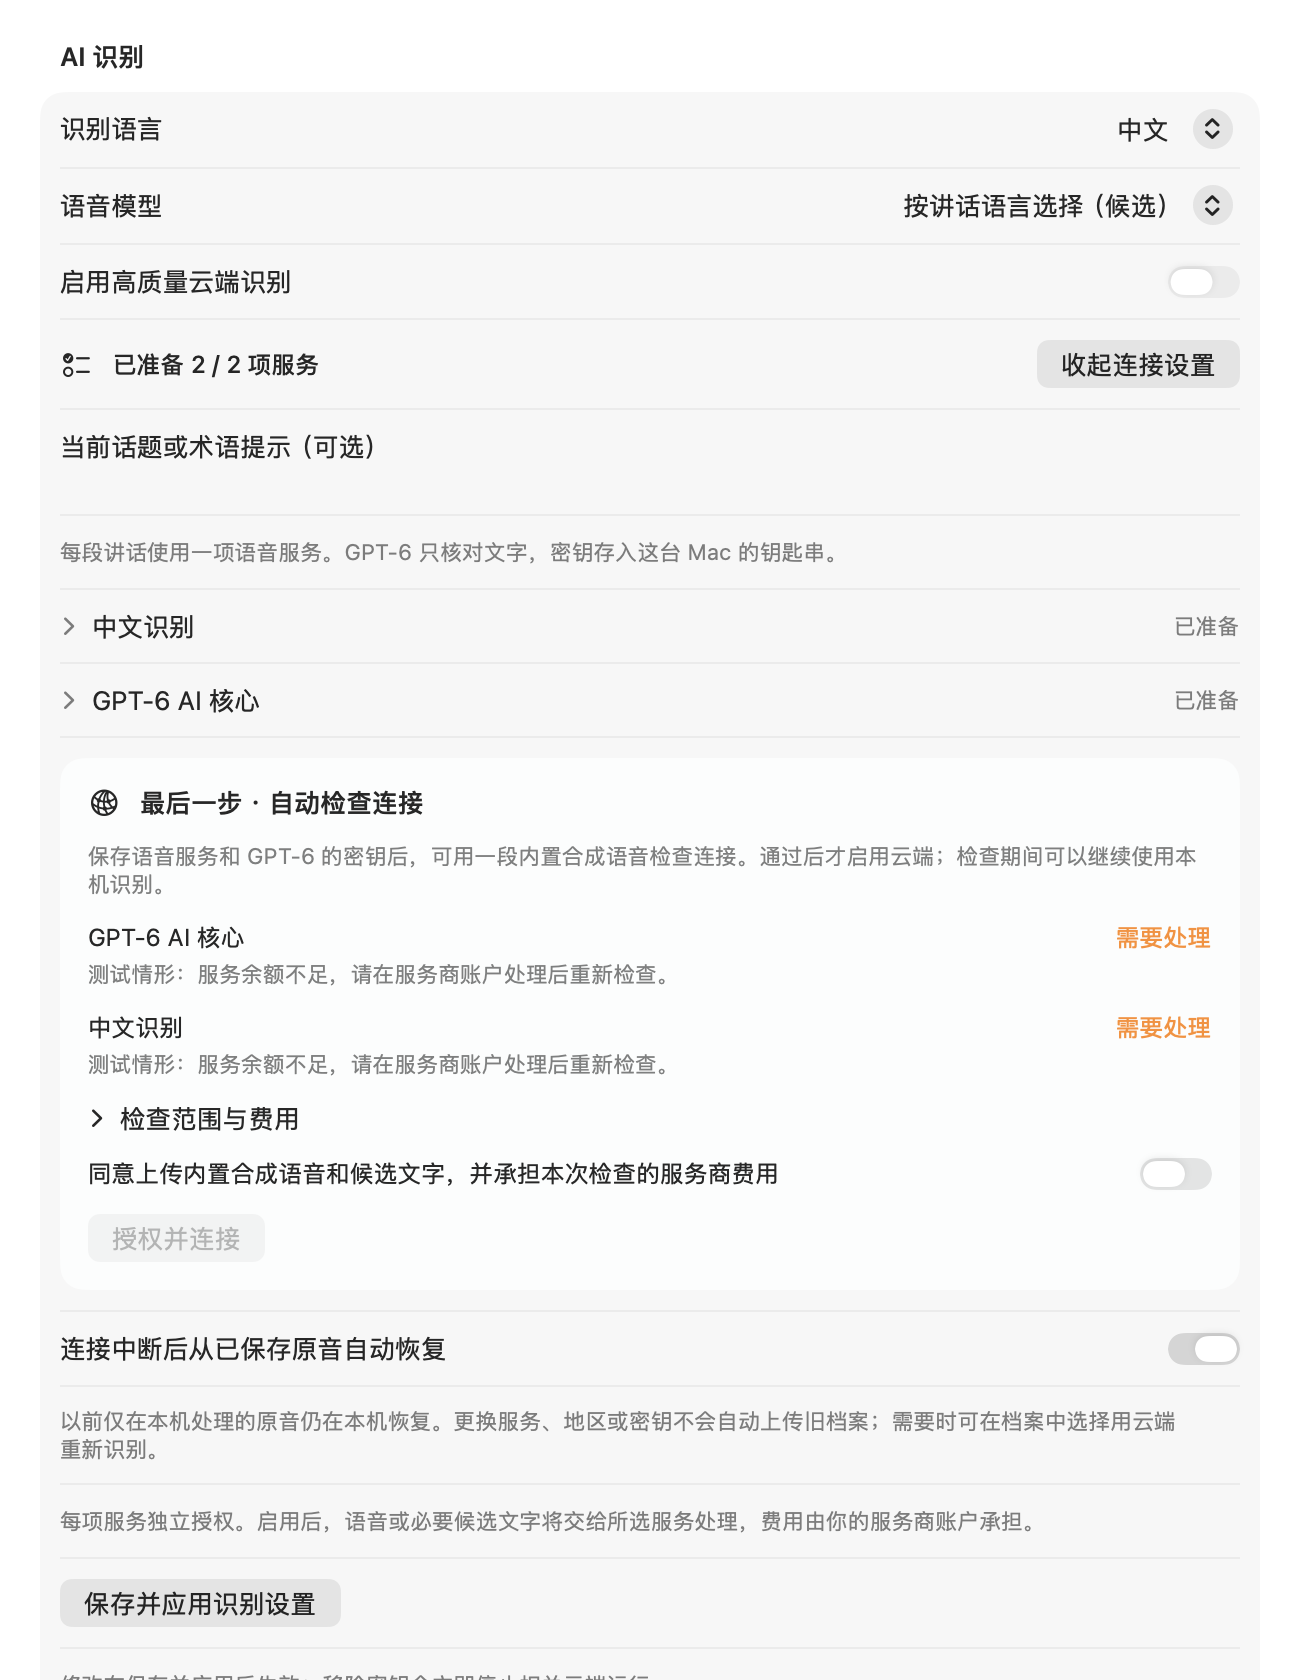 AI 识别
识别语言
中文
语音模型
按讲话语言选择（候选）
启用高质量云端识别
已准备 2 / 2 项服务
收起连接设置
当前话题或术语提示（可选）
每段讲话使用一项语音服务。GPT-6 只核对文字，密钥存入这台 Mac 的钥匙串。
中文识别
已准备
GPT-6 AI 核心
已准备
最后一步 · 自动检查连接
保存语音服务和 GPT-6 的密钥后，可用一段内置合成语音检查连接。通过后才启用云端；检查期间可以继续使用本
机识别。
GPT-6 AI 核心
需要处理
测试情形：服务余额不足，请在服务商账户处理后重新检查。
中文识别
需要处理
测试情形：服务余额不足，请在服务商账户处理后重新检查。
检查范围与费用
同意上传内置合成语音和候选文字，并承担本次检查的服务商费用
授权并连接
连接中断后从已保存原音自动恢复
以前仅在本机处理的原音仍在本机恢复。更换服务、地区或密钥不会自动上传旧档案；需要时可在档案中选择用云端
重新识别。
每项服务独立授权。启用后，语音或必要候选文字将交给所选服务处理，费用由你的服务商账户承担。
保存并应用识别设置